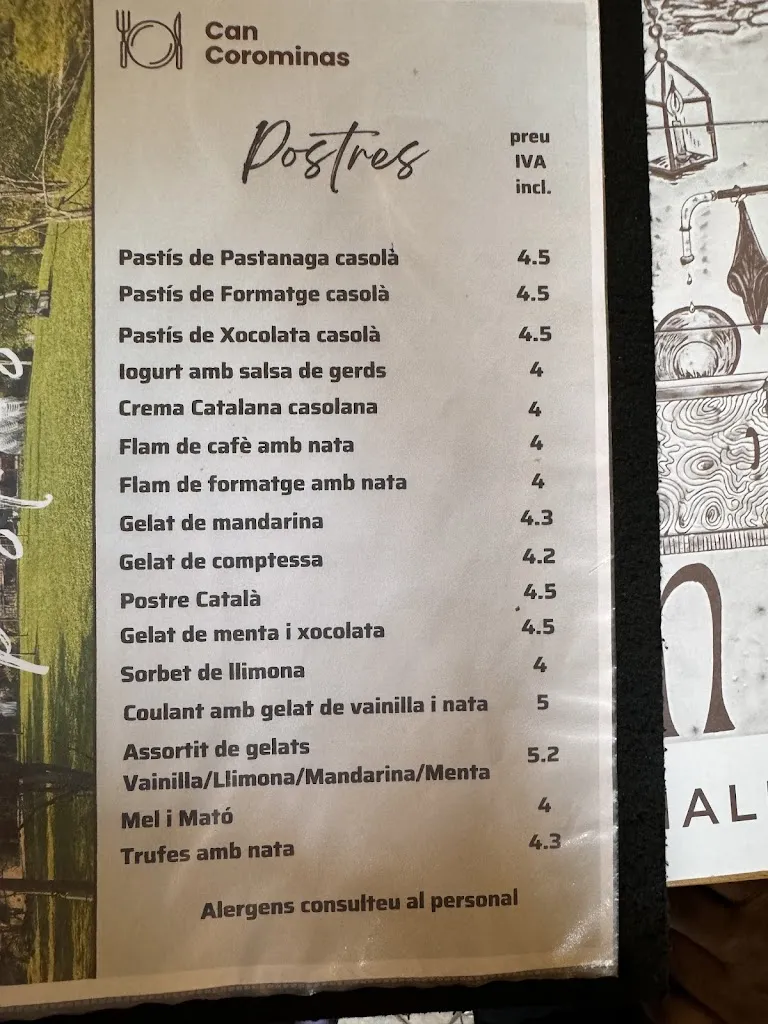 Can
Corominas
Postres
preu
IVA
incl.
Pastís de Pastanaga casolà 4.5
Pastís de Formatge casolà 4.5
Pastís de Xocolata casolà 4.5
Iogurt amb salsa de gerds 4
Crema Catalana casolana 4
Flam de cafè amb nata 4
Flam de formatge amb nata 4
Gelat de mandarina 4.3
Gelat de comptessa 4.2
Postre Català 4.5
Gelat de menta i xocolata 4.5
Sorbet de llimona 4
Coulant amb gelat de vainilla i nata 5
Assortit de gelats 5.2
Vainilla/Llimona/Mandarina/Menta
Mel i Mató 4
Trufes amb nata 4.3
Alergens consulteu al personal